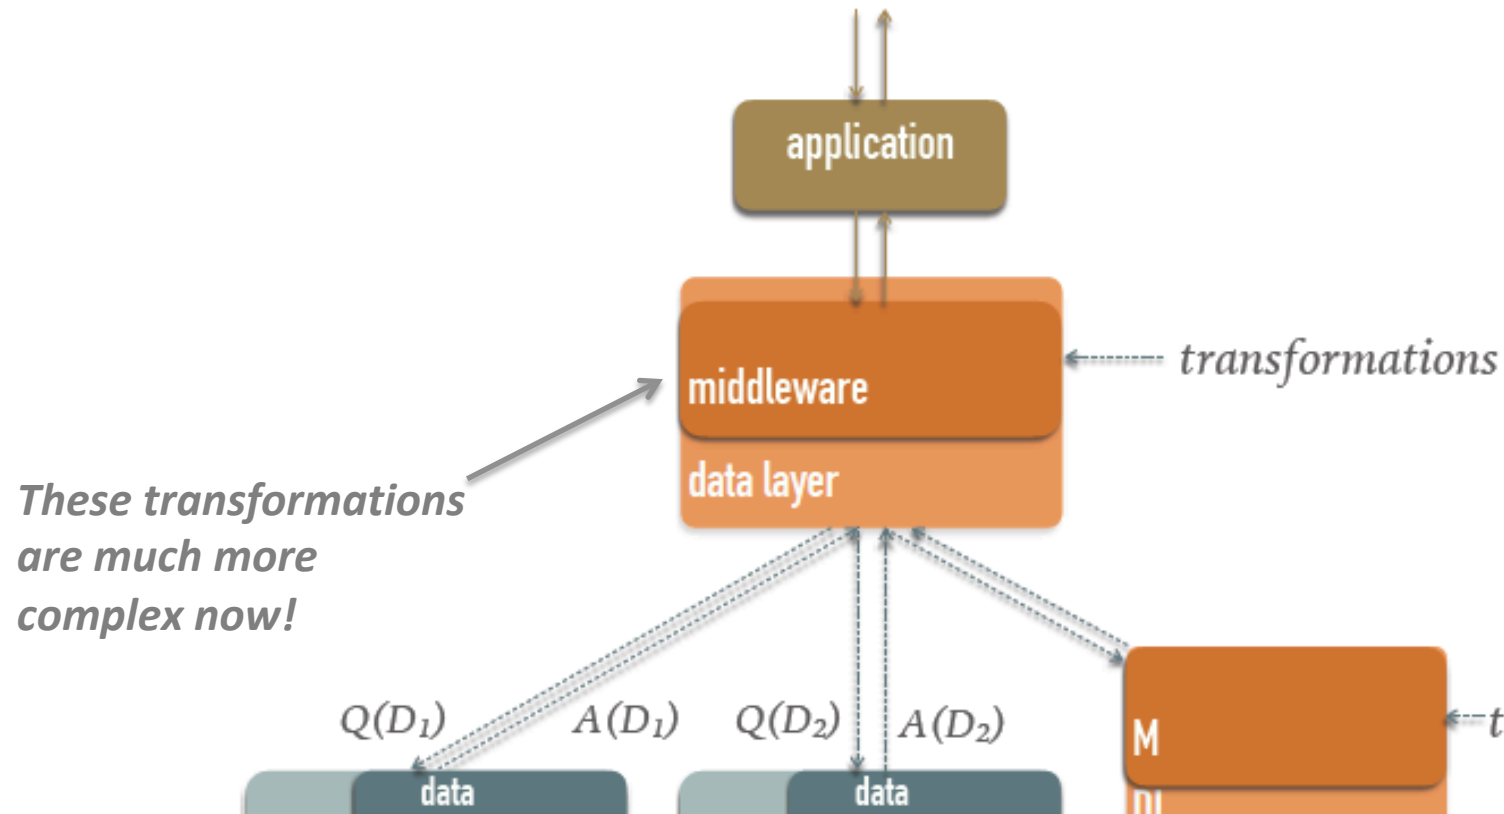 application
transformations
middleware
data layer
These transformations
are much more
complex now!
Q(D₁) A(D₁) Q(D₂) A(D₂)
M
t
data data